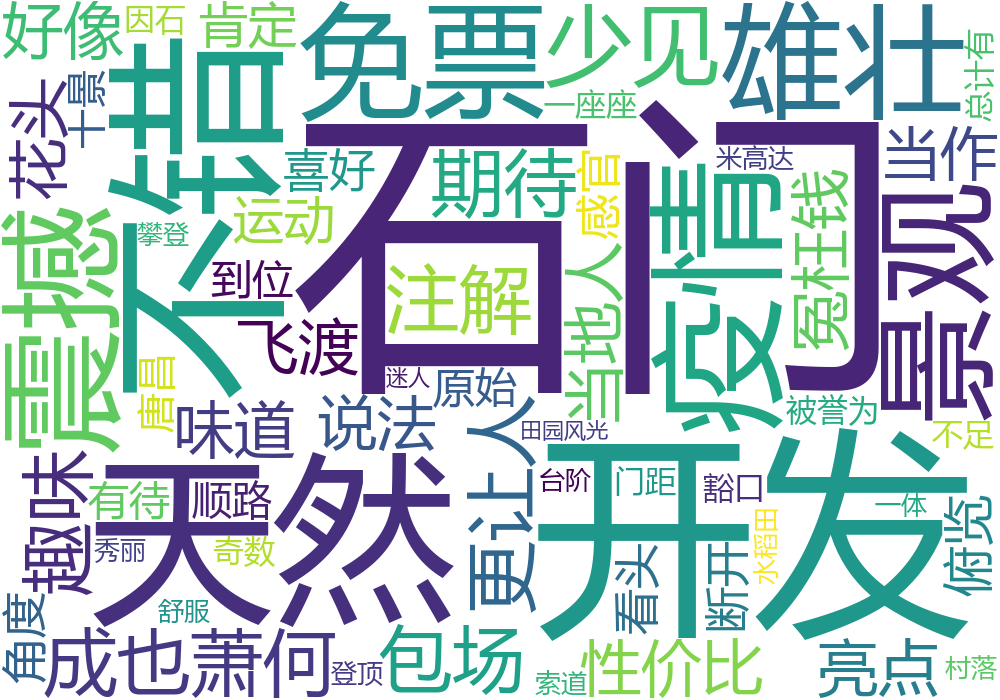 好像
因石
肯定
免票
少见
雄壮
总计有
十景
花头
不错
一座座
喜好
期待
石门
感官
米高达
当作
疫情
冤枉钱
景观
震撼
攀登
运动
到位
注解
当地人
飞渡
迷人
原始
唐昌
味道
说法
更让人
田园风光
被誉为
不足
趣味
天然
有待
顺路
开发
台阶
门距
豁口
一体
秀丽
奇数
水稻田
俯览
看头
断开
舒服
角度
成也萧何
登顶
包场
索道
性价比
亮点
村落